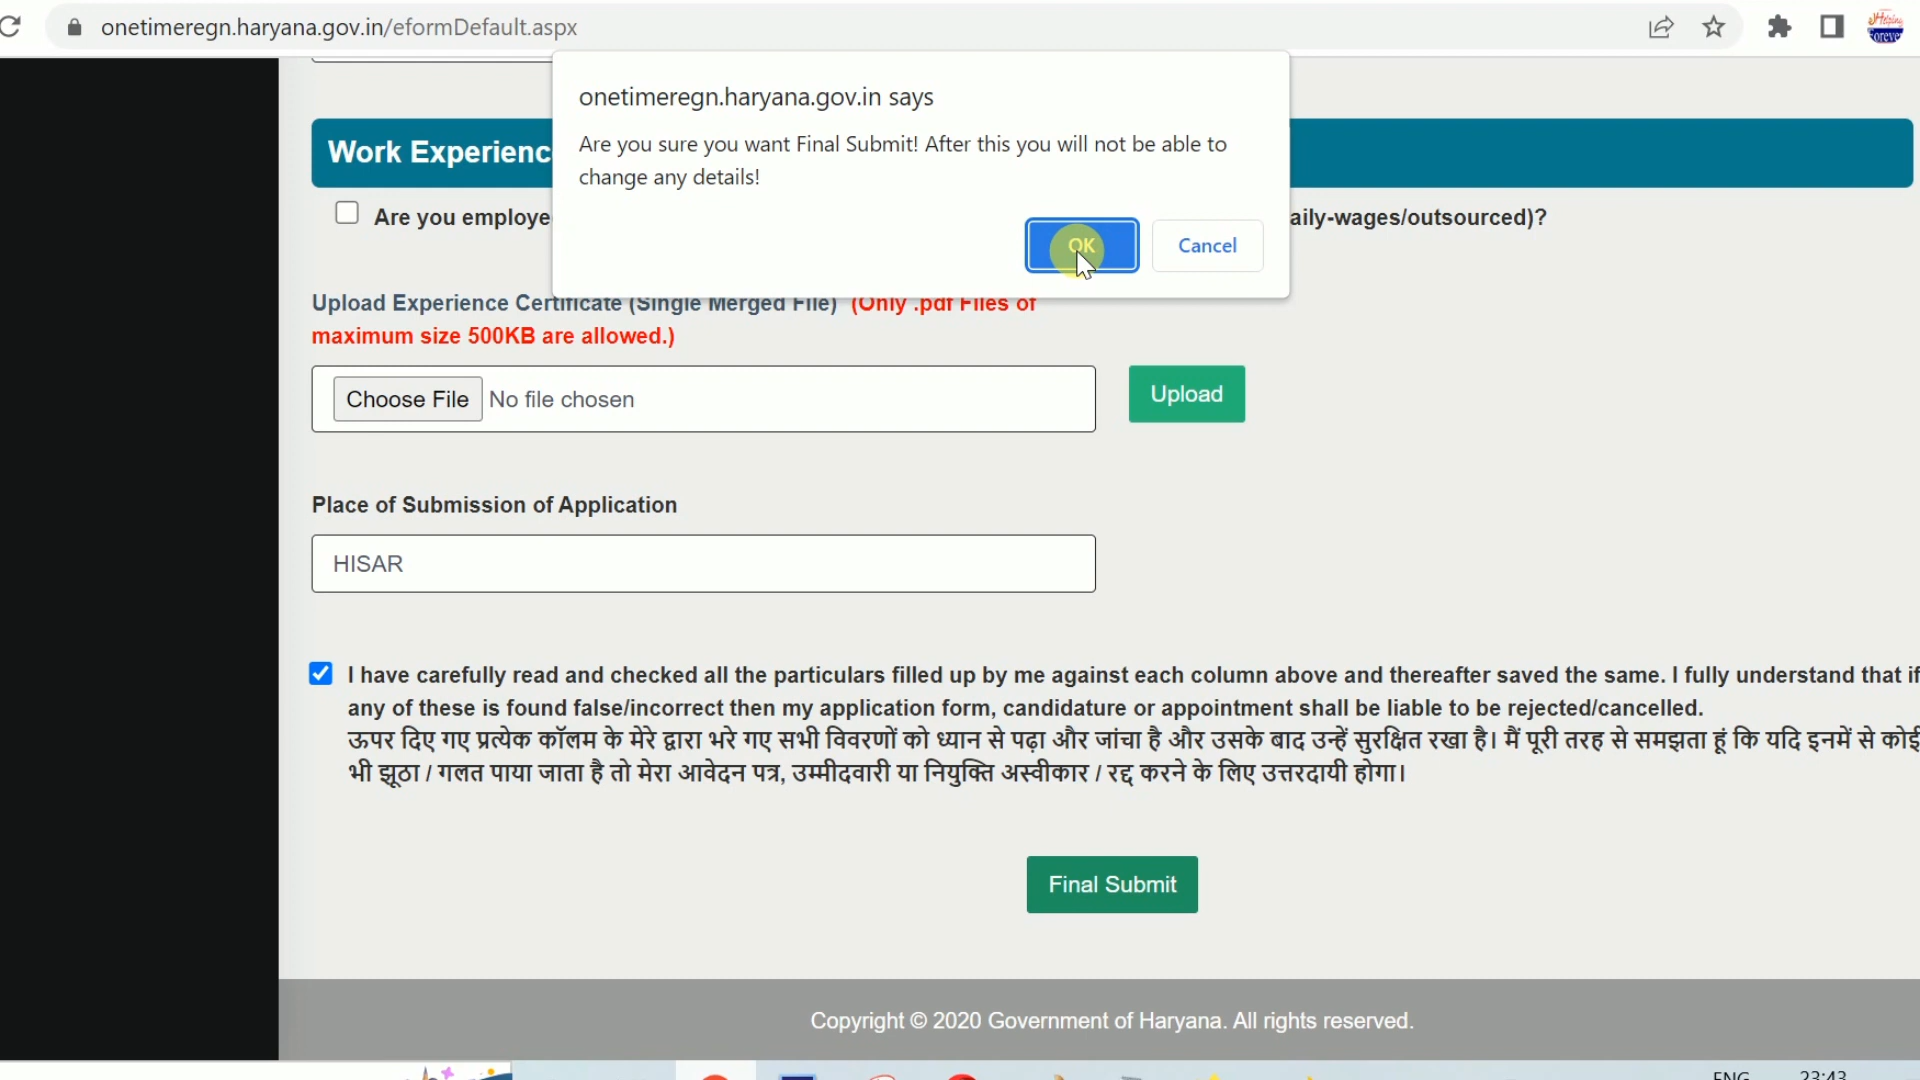 onetimeregn.haryana.gov.in/eformDefault.aspx
onetimeregn.haryana.gov.in says
Are you sure you want Final Submit! After this you will not be able to
change any details!
OK
Cancel
Work Experienc
Are you employe
aily-wages/outsourced)?
Upload Experience Certificate (Single Merged File) (Only .pdf Files of
maximum size 500KB are allowed.)
Choose File No file chosen
Upload
Place of Submission of Application
HISAR
I have carefully read and checked all the particulars filled up by me against each column above and thereafter saved the same. I fully understand that if
any of these is found false/incorrect then my application form, candidature or appointment shall be liable to be rejected/cancelled.
ऊपर दिए गए प्रत्येक कॉलम के मेरे द्वारा भरे गए सभी विवरणों को ध्यान से पढ़ा और जांचा है और उसके बाद उन्हें सुरक्षित रखा है। मैं पूरी तरह से समझता हूं कि यदि इनमें से कोई
भी झूठा / गलत पाया जाता है तो मेरा आवेदन पत्र, उम्मीदवारी या नियुक्ति अस्वीकार / रद्द करने के लिए उत्तरदायी होगा।
Final Submit
Copyright © 2020 Government of Haryana. All rights reserved.
ENG
23:43